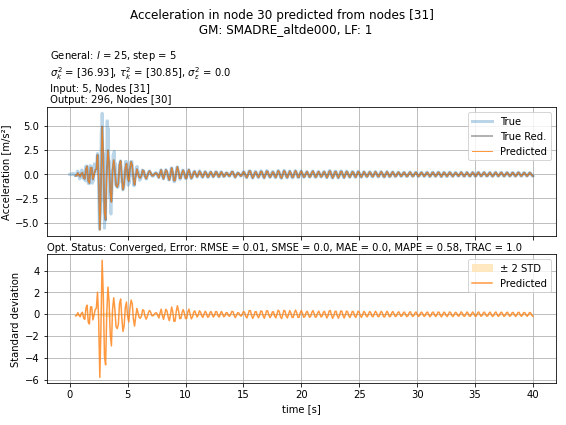 Acceleration in node 30 predicted from nodes [31]
GM: SMADRE_altde000, LF: 1
General: l = 25, step = 5
σ²ₖ = [36.93], τ²ₖ = [30.85], σ²ε = 0.0
Input: 5, Nodes [31]
Output: 296, Nodes [30]
Acceleration [m/s²]
5.0
2.5
0.0
−2.5
−5.0
True
True Red.
Predicted
Opt. Status: Converged, Error: RMSE = 0.01, SMSE = 0.0, MAE = 0.0, MAPE = 0.58, TRAC = 1.0
Standard deviation
4
2
0
−2
−4
−6
± 2 STD
Predicted
0
5
10
15
20
25
30
35
40
time [s]